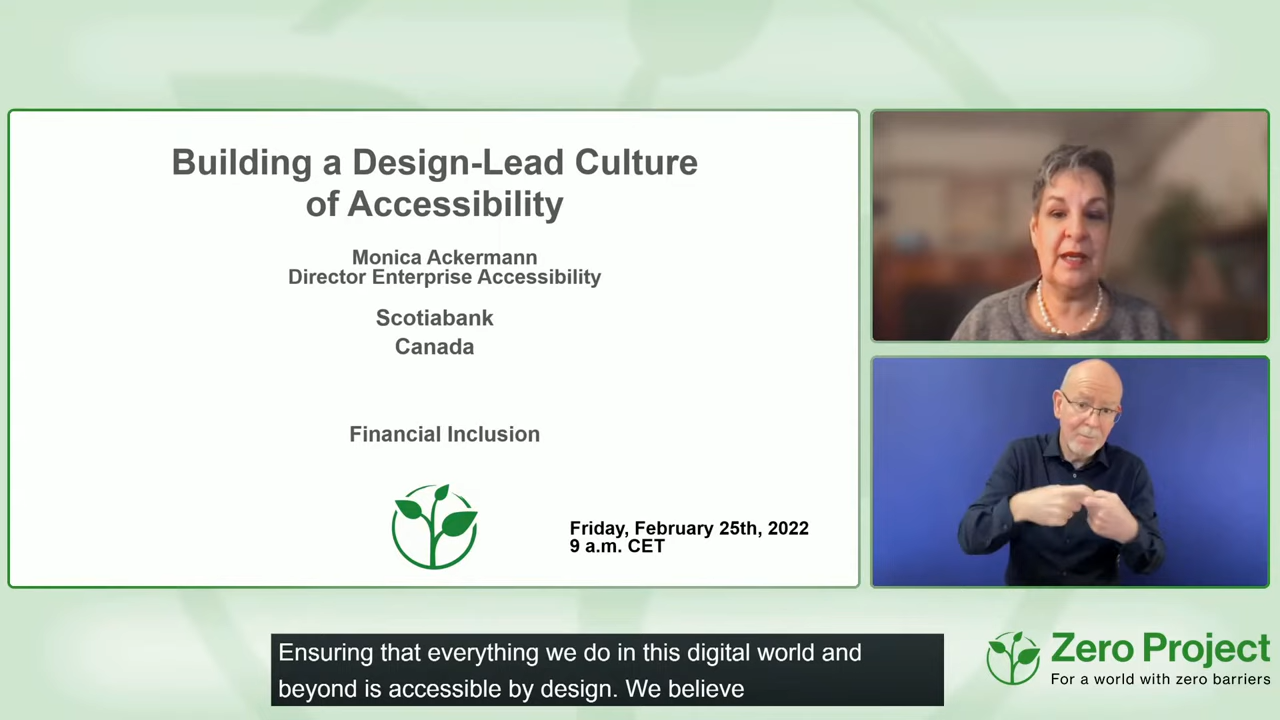 Building a Design-Lead Culture
of Accessibility
Monica Ackermann
Director Enterprise Accessibility
Scotiabank
Canada
Financial Inclusion
Friday, February 25th, 2022
9 a.m. CET
Ensuring that everything we do in this digital world and
beyond is accessible by design. We believe
Zero Project
For a world with zero barriers